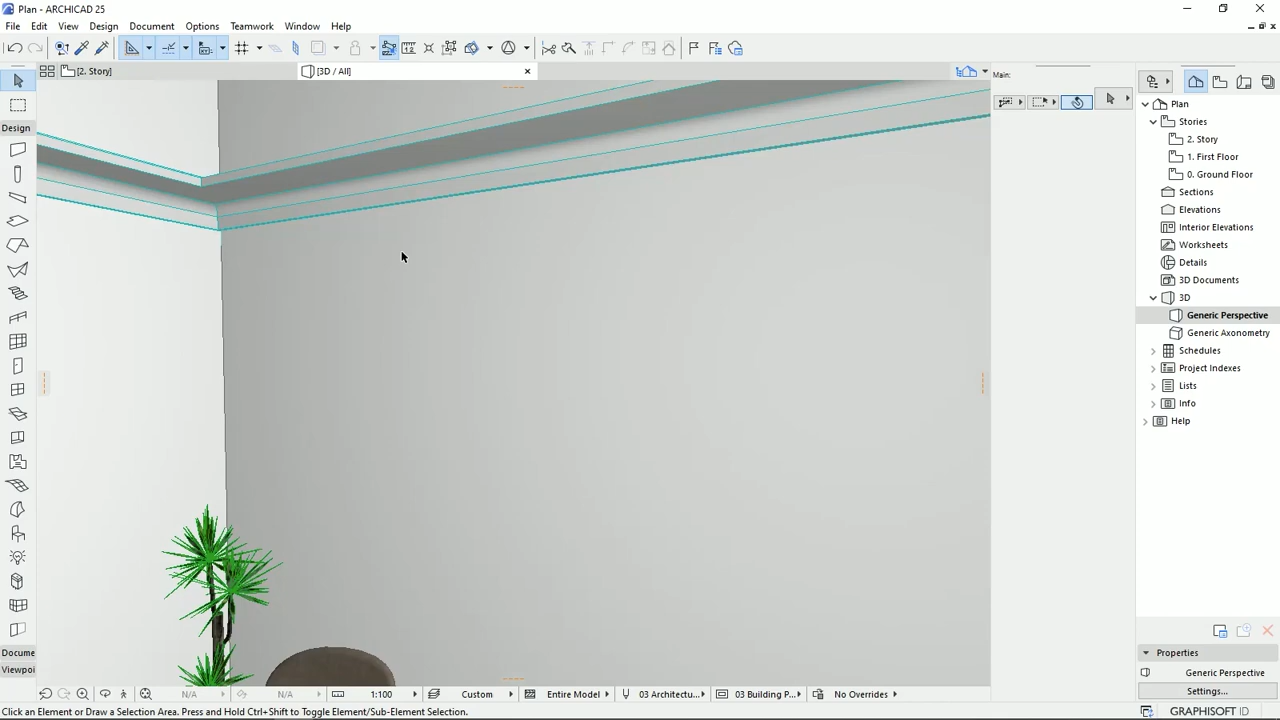 Plan - ARCHICAD 25
File Edit View Design Document Options Teamwork Window Help
[2. Story]
[3D / All]
Main:
Design
Plan
Stories
2. Story
1. First Floor
0. Ground Floor
Sections
Elevations
Interior Elevations
Worksheets
Details
3D Documents
3D
Generic Perspective
Generic Axonometry
Schedules
Project Indexes
Lists
Info
Help
Docume
Viewpoi
Properties
Generic Perspective
Settings...
N/A N/A 1:100 Custom Entire Model 03 Architectu... 03 Building P... No Overrides
Click an Element or Draw a Selection Area. Press and Hold Ctrl+Shift to Toggle Element/Sub-Element Selection.
GRAPHISOFT ID